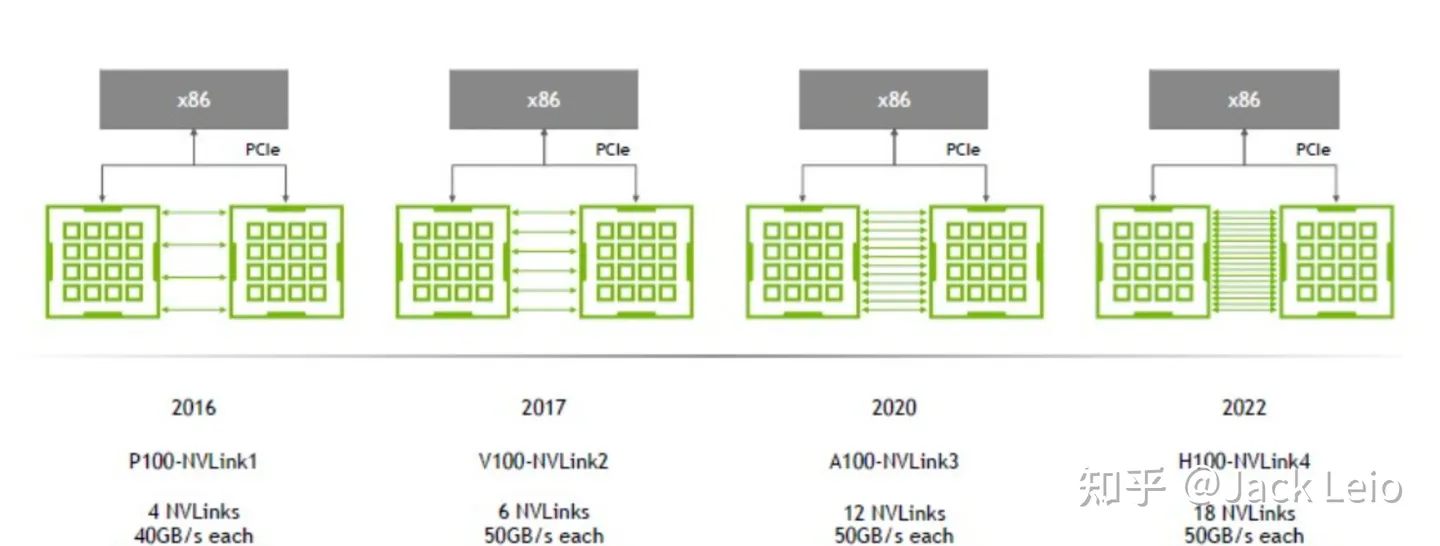 x86
PCIe
x86
PCIe
x86
PCIe
x86
PCIe
2016
P100-NVLink1
4 NVLinks
40GB/s each
2017
V100-NVLink2
6 NVLinks
50GB/s each
2020
A100-NVLink3
12 NVLinks
50GB/s each
2022
H100-NVLink4
18 NVLinks
50GB/s each
知乎 @Jack Leio